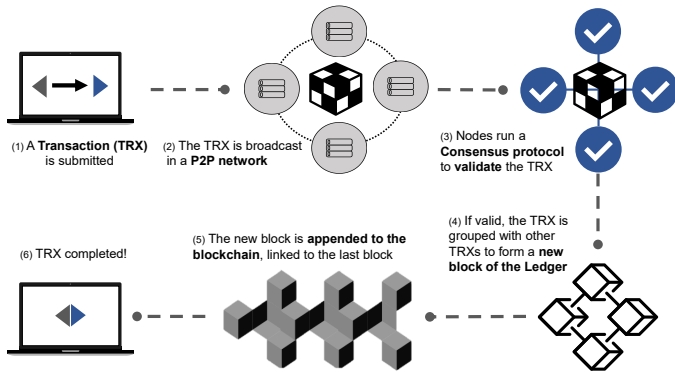 (1) A Transaction (TRX)
is submitted
(2) The TRX is broadcast
in a P2P network
(3) Nodes run a
Consensus protocol
to validate the TRX
(4) If valid, the TRX is
grouped with other
TRXs to form a new
block of the Ledger
(5) The new block is appended to the
blockchain, linked to the last block
(6) TRX completed!